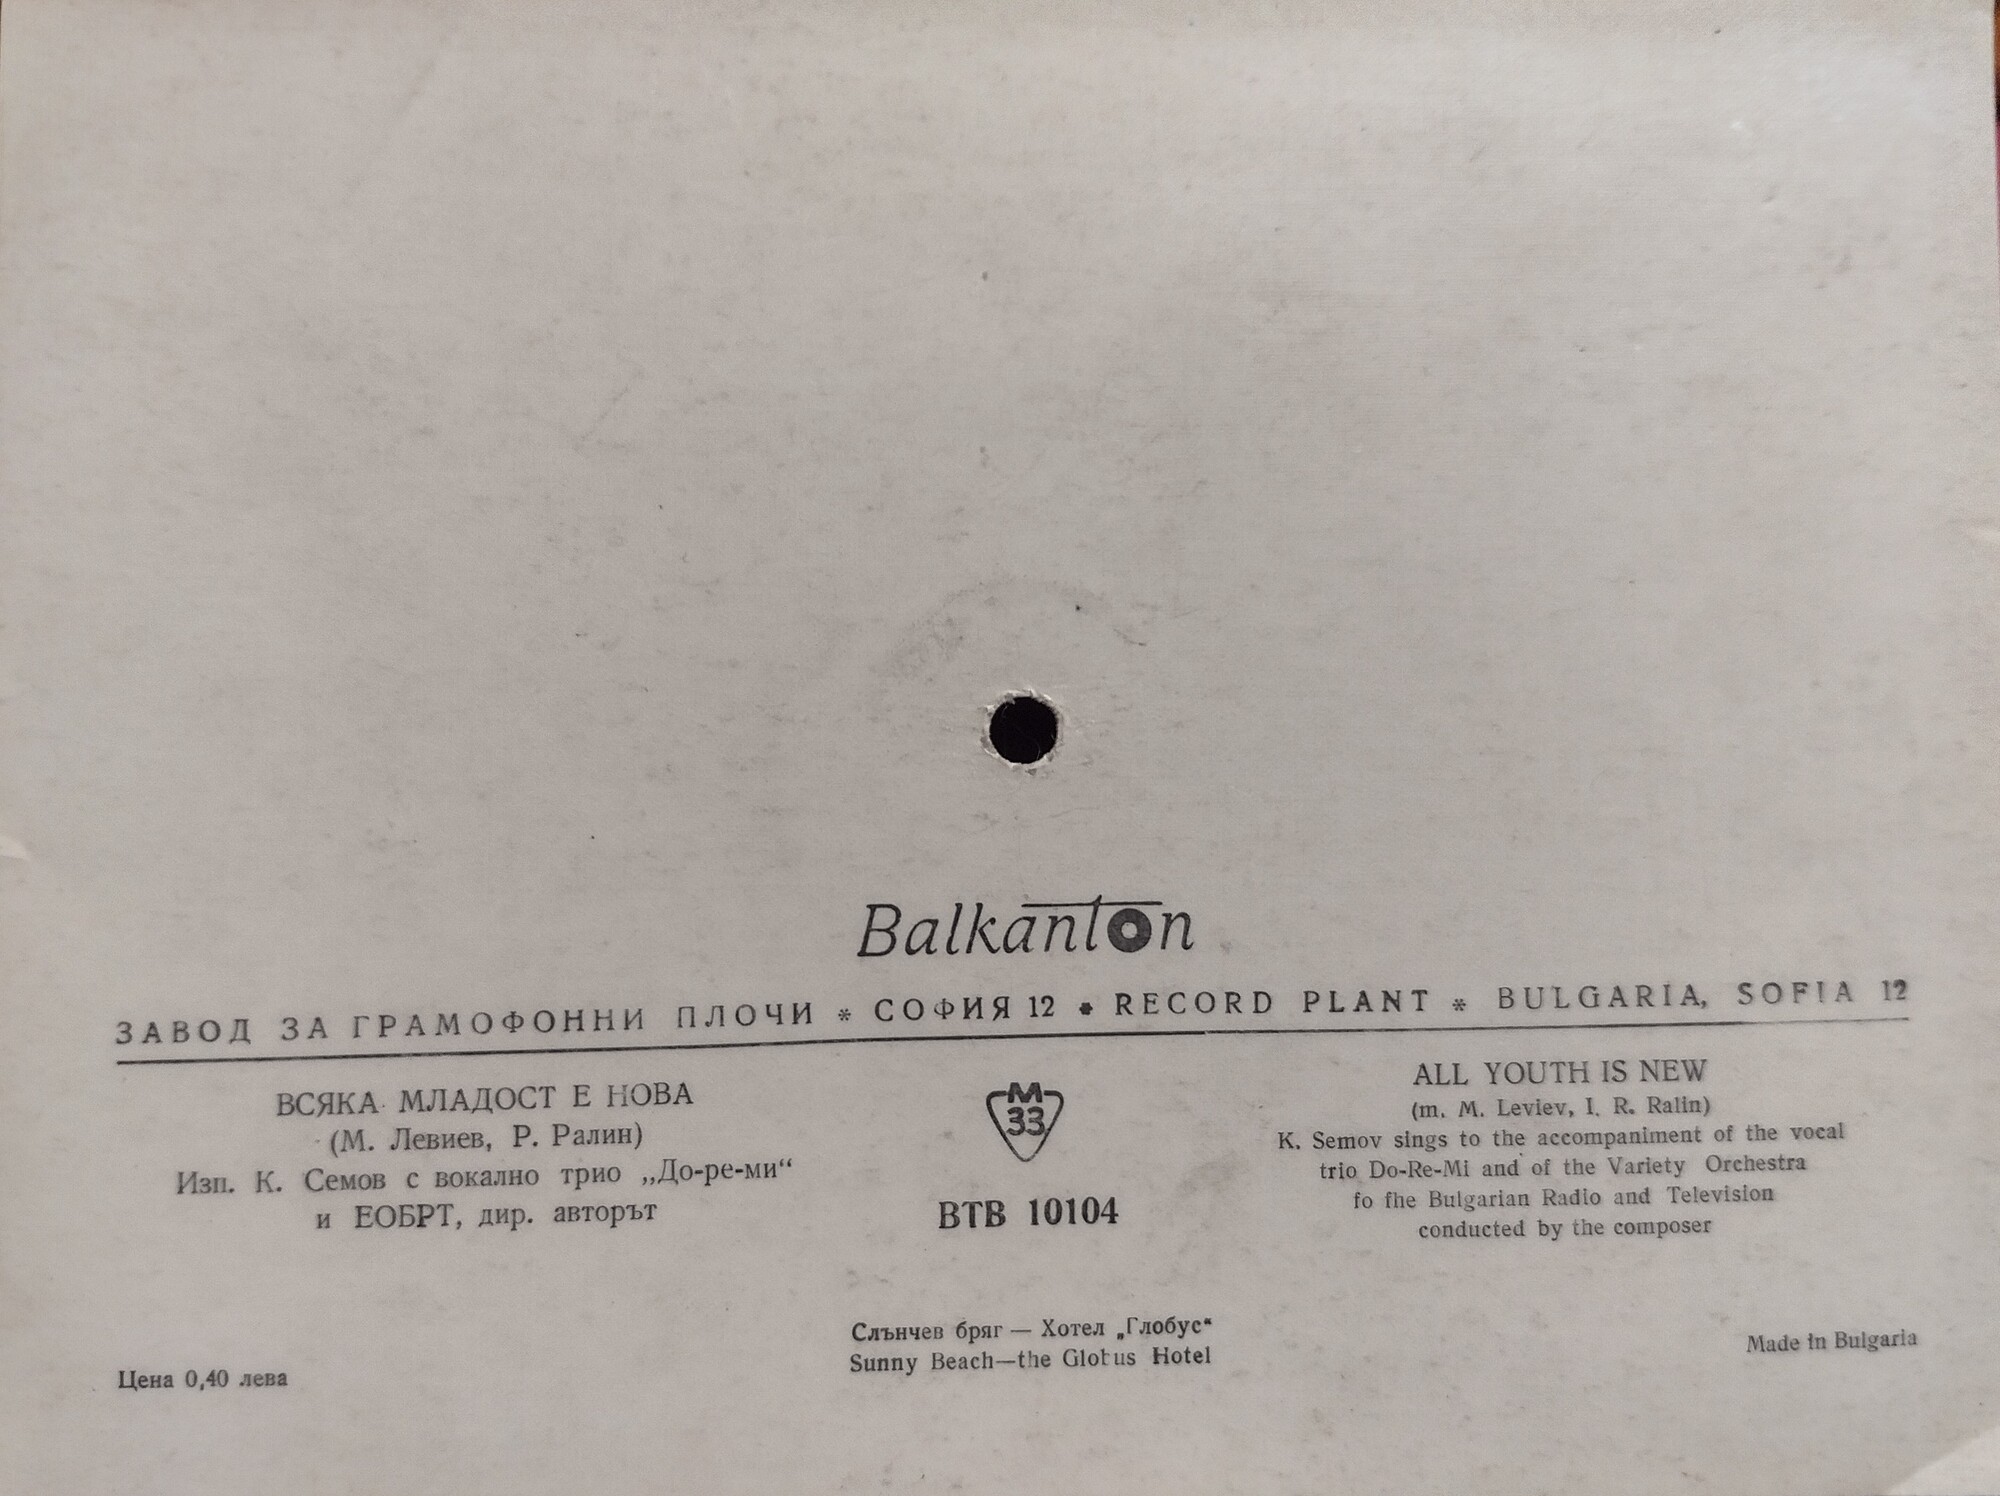 Balkanton
ЗАВОД ЗА ГРАМОФОННИ ПЛОЧИ * СОФИЯ 12 * RECORD PLANT * BULGARIA, SOFIA 12
ВСЯКА МЛАДОСТ Е НОВА
(М. Левиев, Р. Ралин)
Изп. К. Семов с вокално трио „До-ре-ми“
и ЕОБРТ, дир. авторът
М
33
ВТВ 10104
ALL YOUTH IS NEW
(m. M. Leviev, I. R. Ralin)
K. Semov sings to the accompaniment of the vocal
trio Do-Re-Mi and of the Variety Orchestra
fo fhe Bulgarian Radio and Television
conducted by the composer
Слънчев бряг — Хотел „Глобус“
Sunny Beach—the Globus Hotel
Цена 0,40 лева
Made in Bulgaria